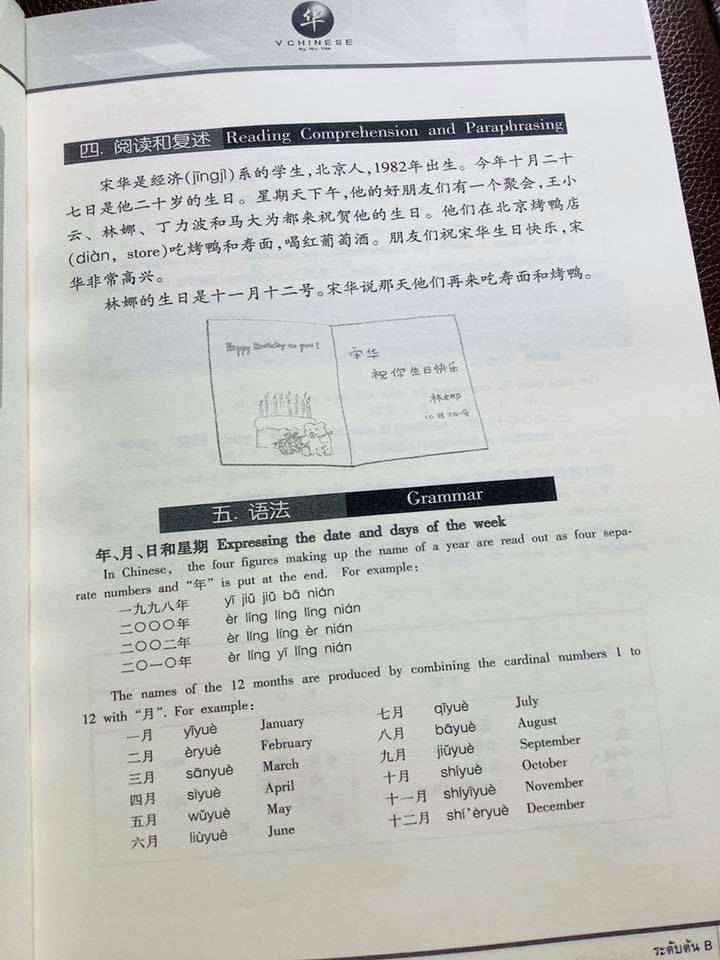 华
V CHINESE
四. 阅读和复述 Reading Comprehension and Paraphrasing
宋华是经济(jīngjì)系的学生,北京人,1982年出生。今年十月二十
七日是他二十岁的生日。星期天下午,他的好朋友们有一个聚会,王小
云、林娜、丁力波和马大为都来祝贺他的生日。他们在北京烤鸭店
(diàn, store)吃烤鸭和寿面,喝红葡萄酒。朋友们祝宋华生日快乐,宋
华非常高兴。
林娜的生日是十一月十二号。宋华说那天他们再来吃寿面和烤鸭。
Happy Birthday to you!
宋华
祝你生日快乐
林娜
五. 语法 Grammar
年、月、日和星期 Expressing the date and days of the week
In Chinese, the four figures making up the name of a year are read out as four sepa-
rate numbers and "年" is put at the end. For example:
一九九八年 yī jiǔ jiǔ bā nián
二〇〇〇年 èr líng líng líng nián
二〇〇二年 èr líng líng èr nián
二〇一〇年 èr líng yī líng nián
The names of the 12 months are produced by combining the cardinal numbers 1 to
12 with "月". For example:
一月 yīyuè January
二月 èryuè February
三月 sānyuè March
四月 sìyuè April
五月 wǔyuè May
六月 liùyuè June
七月 qīyuè July
八月 bāyuè August
九月 jiǔyuè September
十月 shíyuè October
十一月 shíyīyuè November
十二月 shí'èryuè December
ระดับต้น B